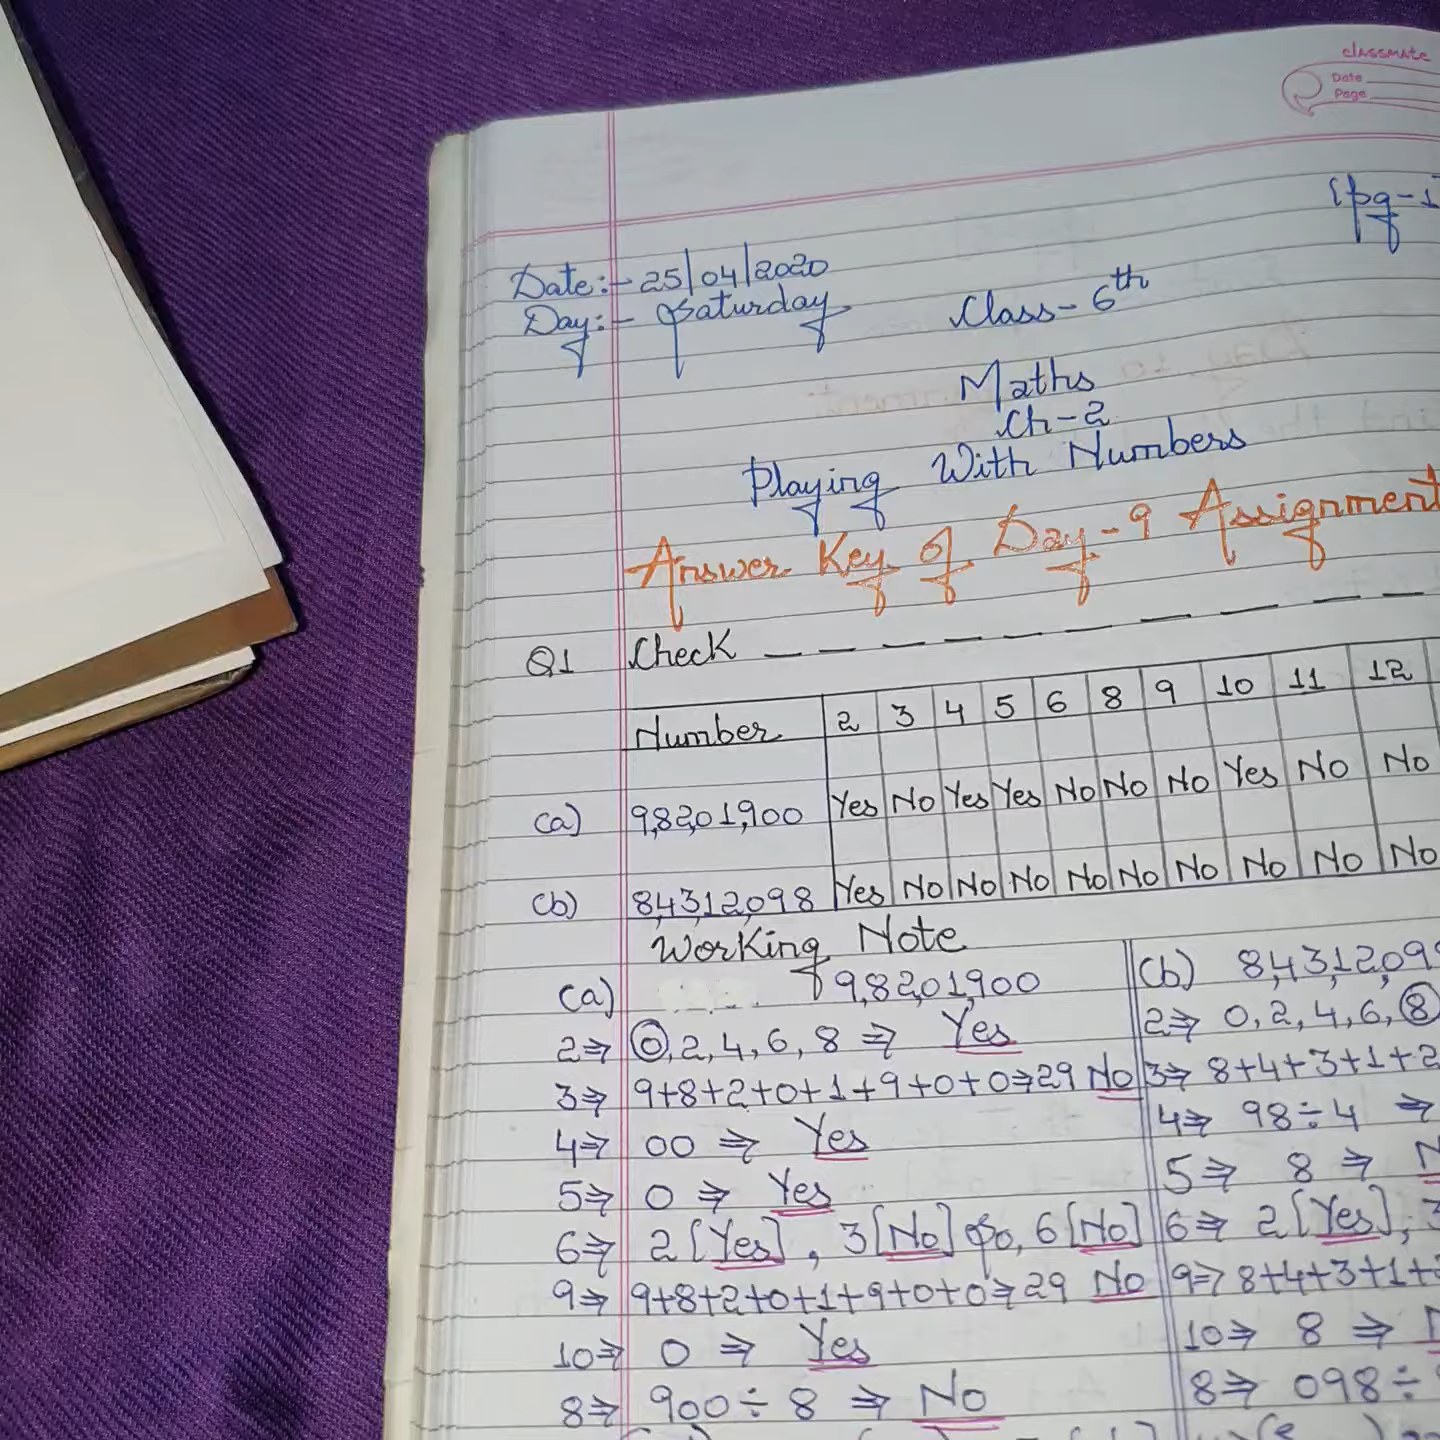 classmate
Date
Page
{pg-1
Date:- 25/04/2020
Day:- Saturday
Class- 6th
Maths
Ch-2
Playing With Numbers
Answer Key of Day-9 Assignment
Q1 Check — — — — — — — — — —
Number 2 3 4 5 6 8 9 10 11 12
(a) 9,82,01,900 Yes No Yes Yes No No No Yes No No
(b) 8,43,12,098 Yes No No No No No No No No No
Working Note
(a) 9,82,01,900
2⇒ 0, 2, 4, 6, 8 ⇒ Yes
3⇒ 9+8+2+0+1+9+0+0⇒29 No
4⇒ 00 ⇒ Yes
5⇒ 0 ⇒ Yes
6⇒ 2[Yes], 3[No] So, 6[No]
9⇒ 9+8+2+0+1+9+0+0⇒29 No
10⇒ 0 ⇒ Yes
8⇒ 900÷8 ⇒ No
(b) 8,43,12,09
2⇒ 0, 2, 4, 6, 8
3⇒ 8+4+3+1+2
4⇒ 98÷4 ⇒
5⇒ 8 ⇒ N
6⇒ 2[Yes], 3
9⇒ 8+4+3+1+
10⇒ 8 ⇒
8⇒ 098÷